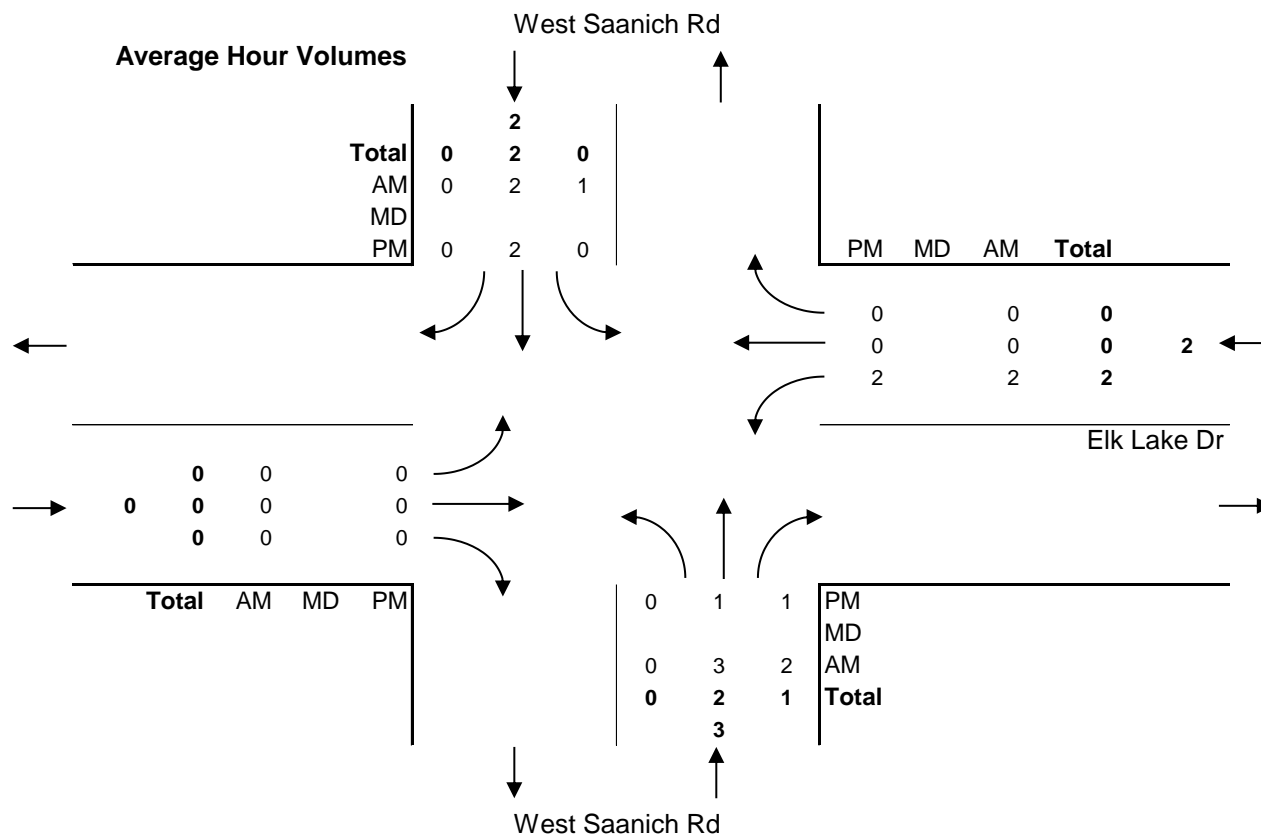 West Saanich Rd
Average Hour Volumes
2
Total 0 2 0
AM 0 2 1
MD
PM 0 2 0
PM MD AM Total
0 0 0
0 0 0 2
2 2 2
Elk Lake Dr
0 0 0
0 0 0 0
0 0 0
Total AM MD PM
0 1 1 PM
MD
0 3 2 AM
0 2 1 Total
3
West Saanich Rd